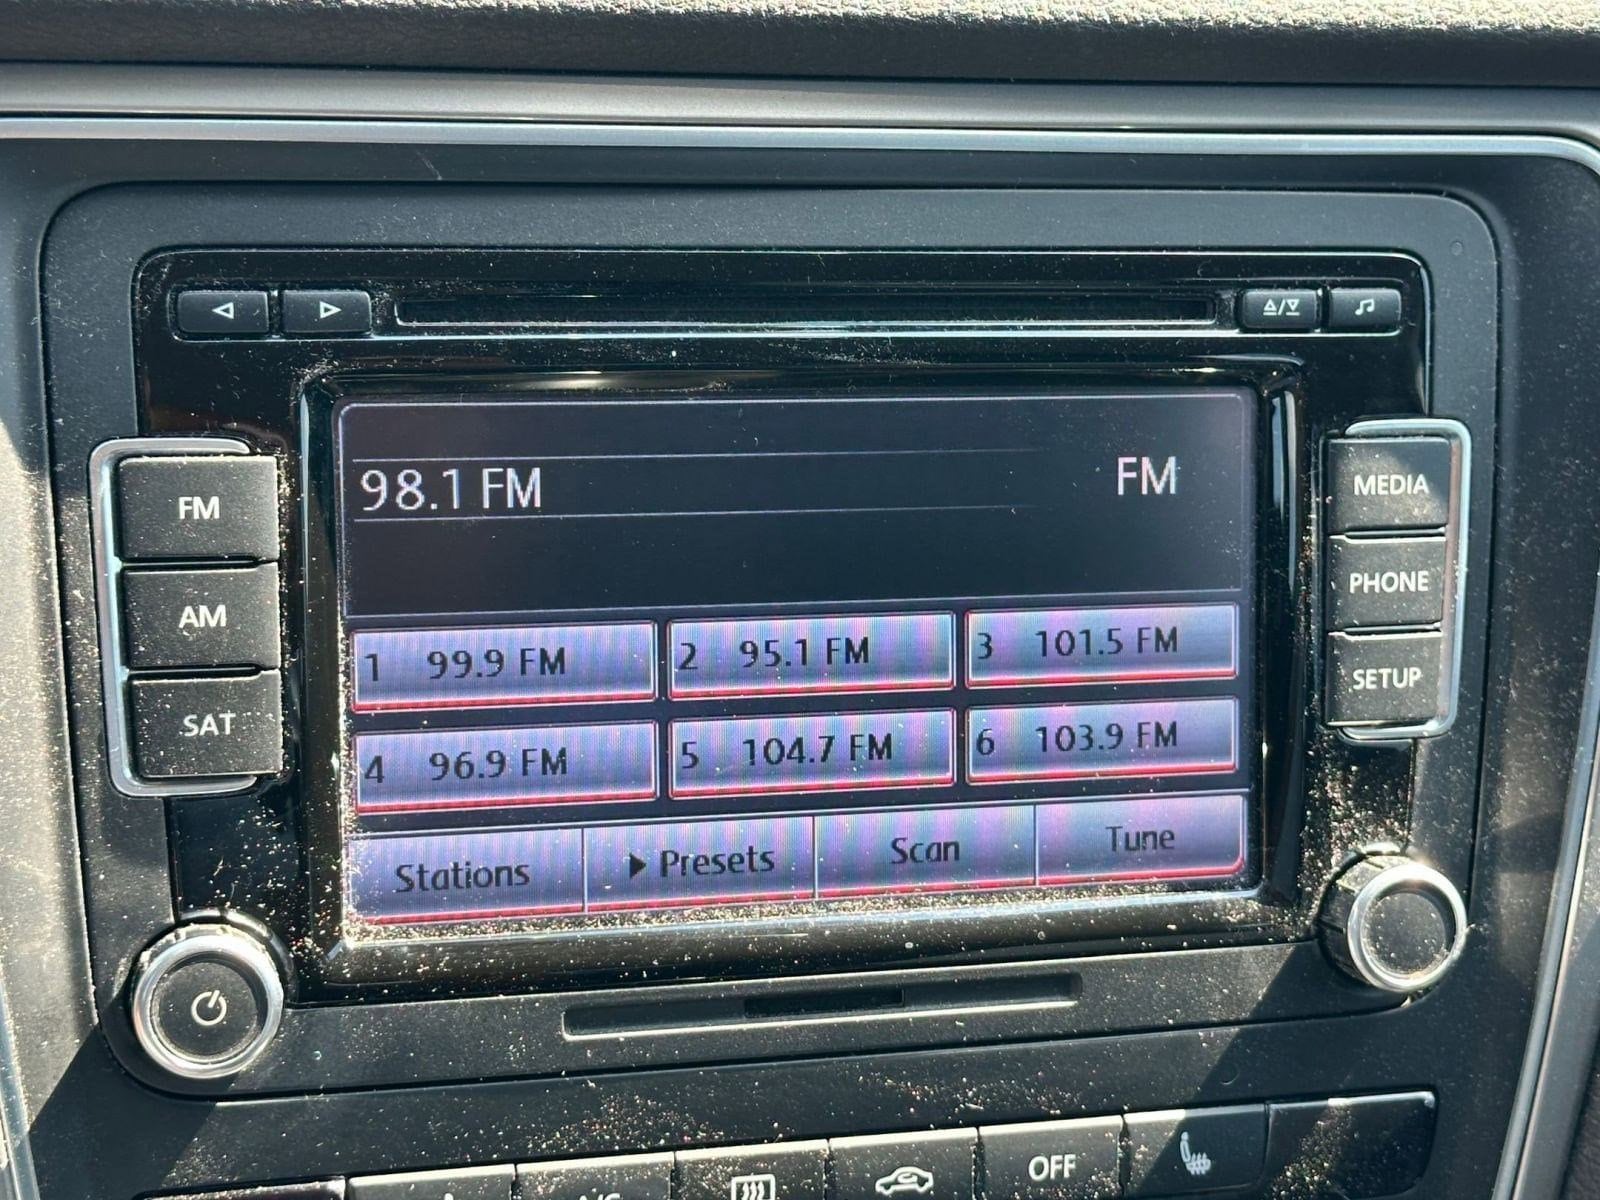 98.1 FM
FM
FM
AM
SAT
MEDIA
PHONE
SETUP
1 99.9 FM
2 95.1 FM
3 101.5 FM
4 96.9 FM
5 104.7 FM
6 103.9 FM
Stations
Presets
Scan
Tune
OFF